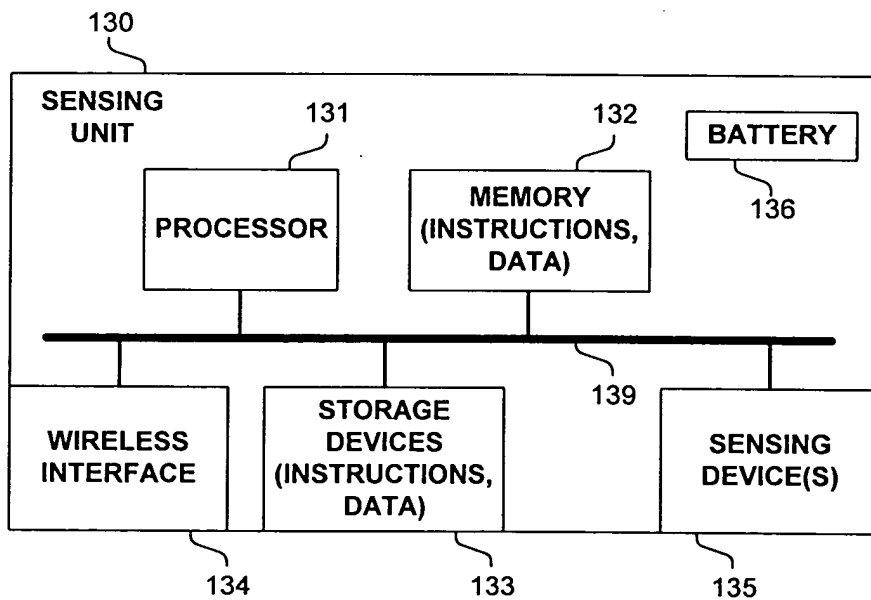 130
SENSING
UNIT
131
132
BATTERY
136
PROCESSOR
MEMORY
(INSTRUCTIONS,
DATA)
139
WIRELESS
INTERFACE
STORAGE
DEVICES
(INSTRUCTIONS,
DATA)
SENSING
DEVICE(S)
134
133
135